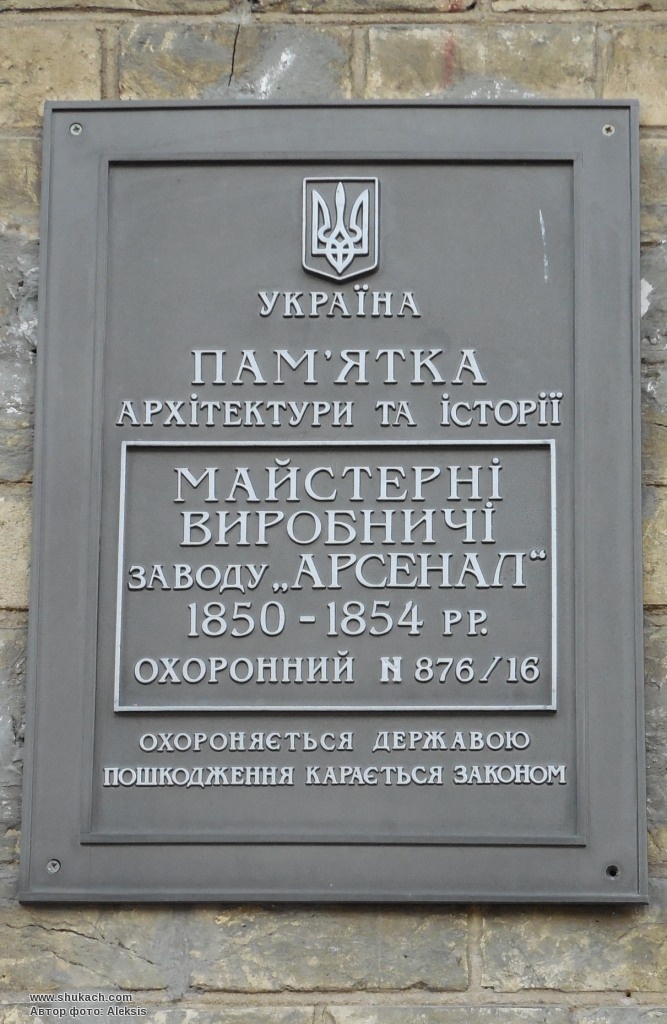 УКРАЇНА
ПАМ'ЯТКА
АРХІТЕКТУРИ ТА ІСТОРІЇ
МАЙСТЕРНІ
ВИРОБНИЧІ
ЗАВОДУ „АРСЕНАЛ“
1850 - 1854 РР.
ОХОРОННИЙ N 876/16
ОХОРОНЯЄТЬСЯ ДЕРЖАВОЮ
ПОШКОДЖЕННЯ КАРАЄТЬСЯ ЗАКОНОМ
www.shukach.com
Автор фото: Aleksis